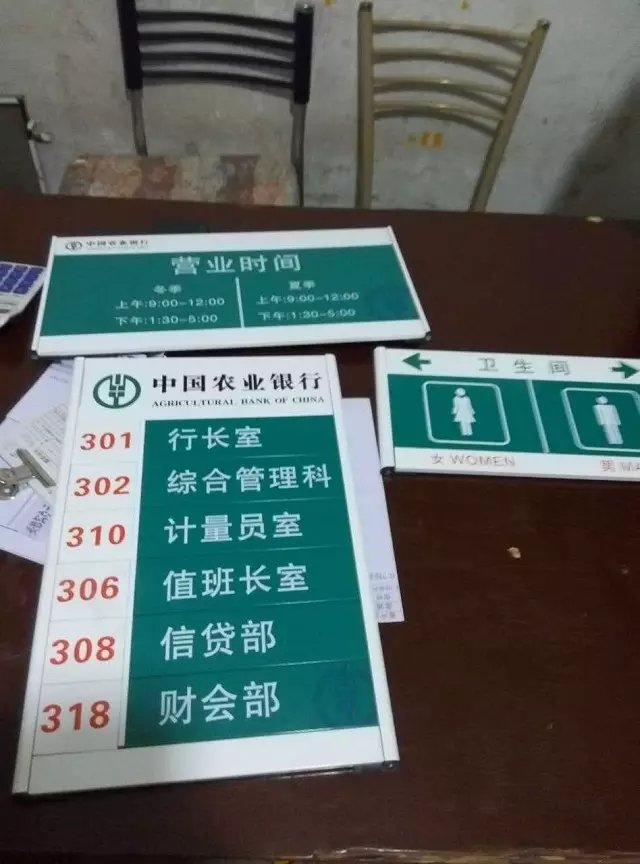 中国农业银行
营业时间
冬季
上午:9:00-12:00
下午:1:30-5:00
夏季
上午:9:00-12:00
下午:1:30-5:00
卫生间
女 WOMEN
男 MA
中国农业银行
AGRICULTURAL BANK OF CHINA
301 行长室
302 综合管理科
310 计量员室
306 值班长室
308 信贷部
318 财会部